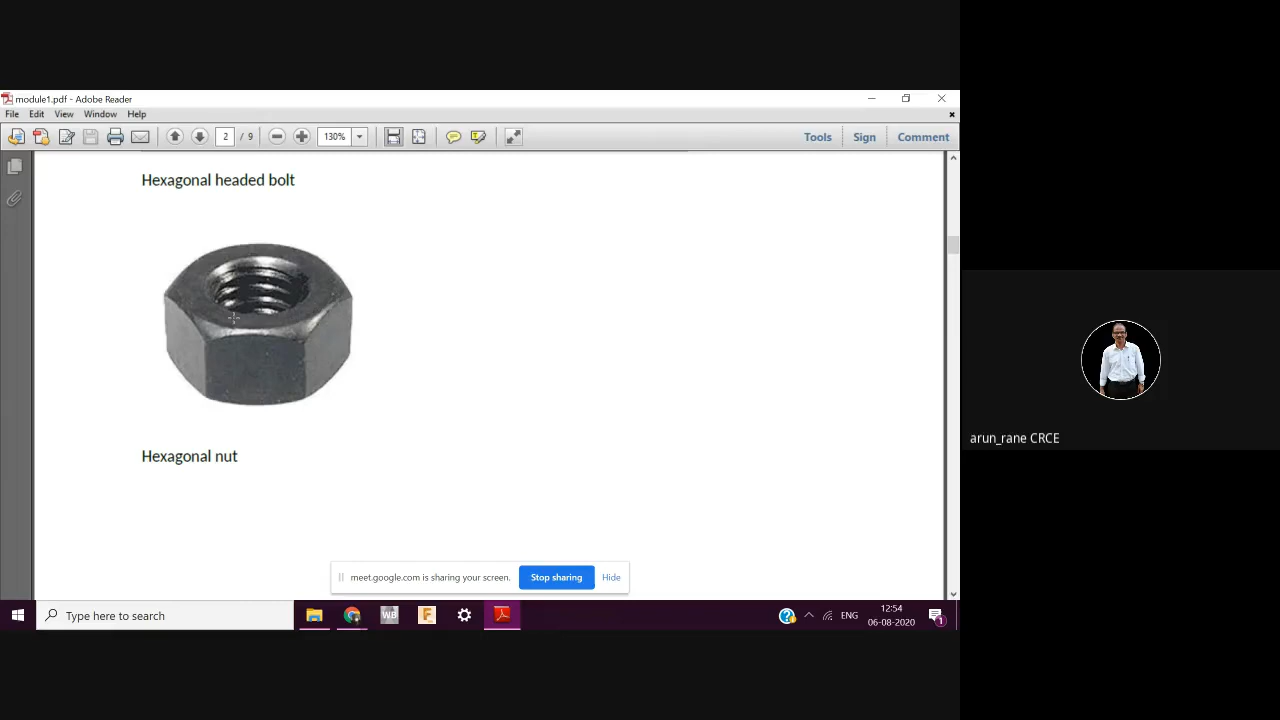 module1.pdf - Adobe Reader
File Edit View Window Help
2 / 9 130% Tools Sign Comment
Hexagonal headed bolt
Hexagonal nut
arun_rane CRCE
meet.google.com is sharing your screen. Stop sharing Hide
Type here to search
WB
F
ENG
12:54
06-08-2020
1